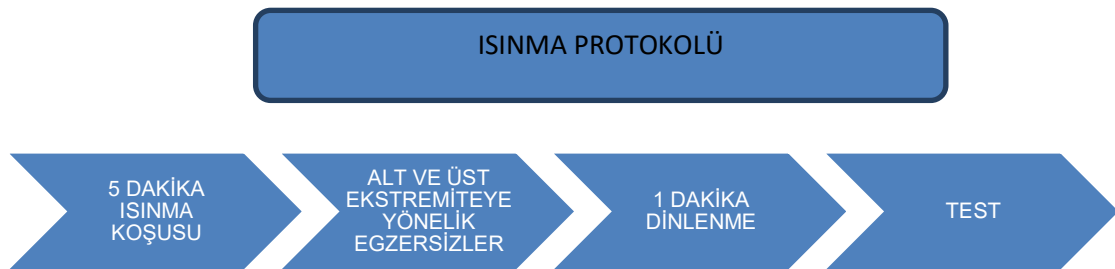 ISINMA PROTOKOLÜ
5 DAKİKA
ISINMA
KOŞUSU
ALT VE ÜST
EKSTREMİTEYE
YÖNELİK
EGZERSİZLER
1 DAKİKA
DİNLENME
TEST